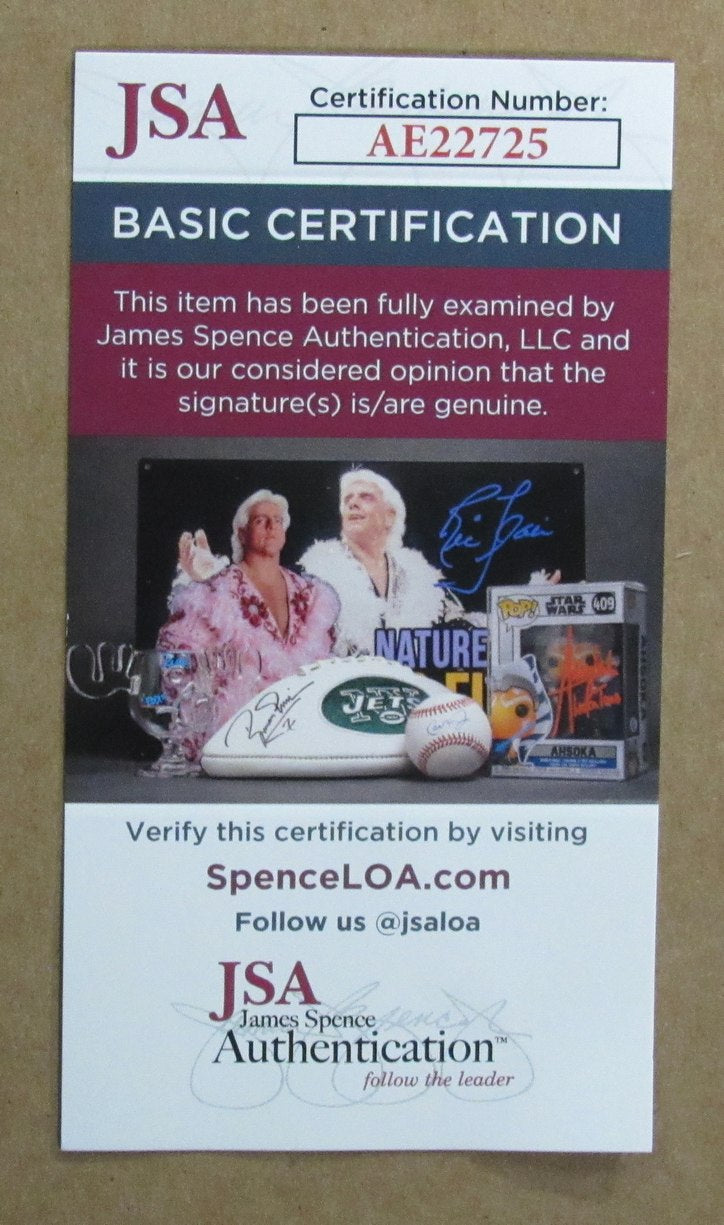 JSA
Certification Number:
AE22725
BASIC CERTIFICATION
This item has been fully examined by
James Spence Authentication, LLC and
it is our considered opinion that the
signature(s) is/are genuine.
Ric Flair
NATURE
POP!
STAR
WARS
409
JETS
AHSOKA
Verify this certification by visiting
SpenceLOA.com
Follow us @jsaloa
JSA
James Spence
Authentication™
follow the leader